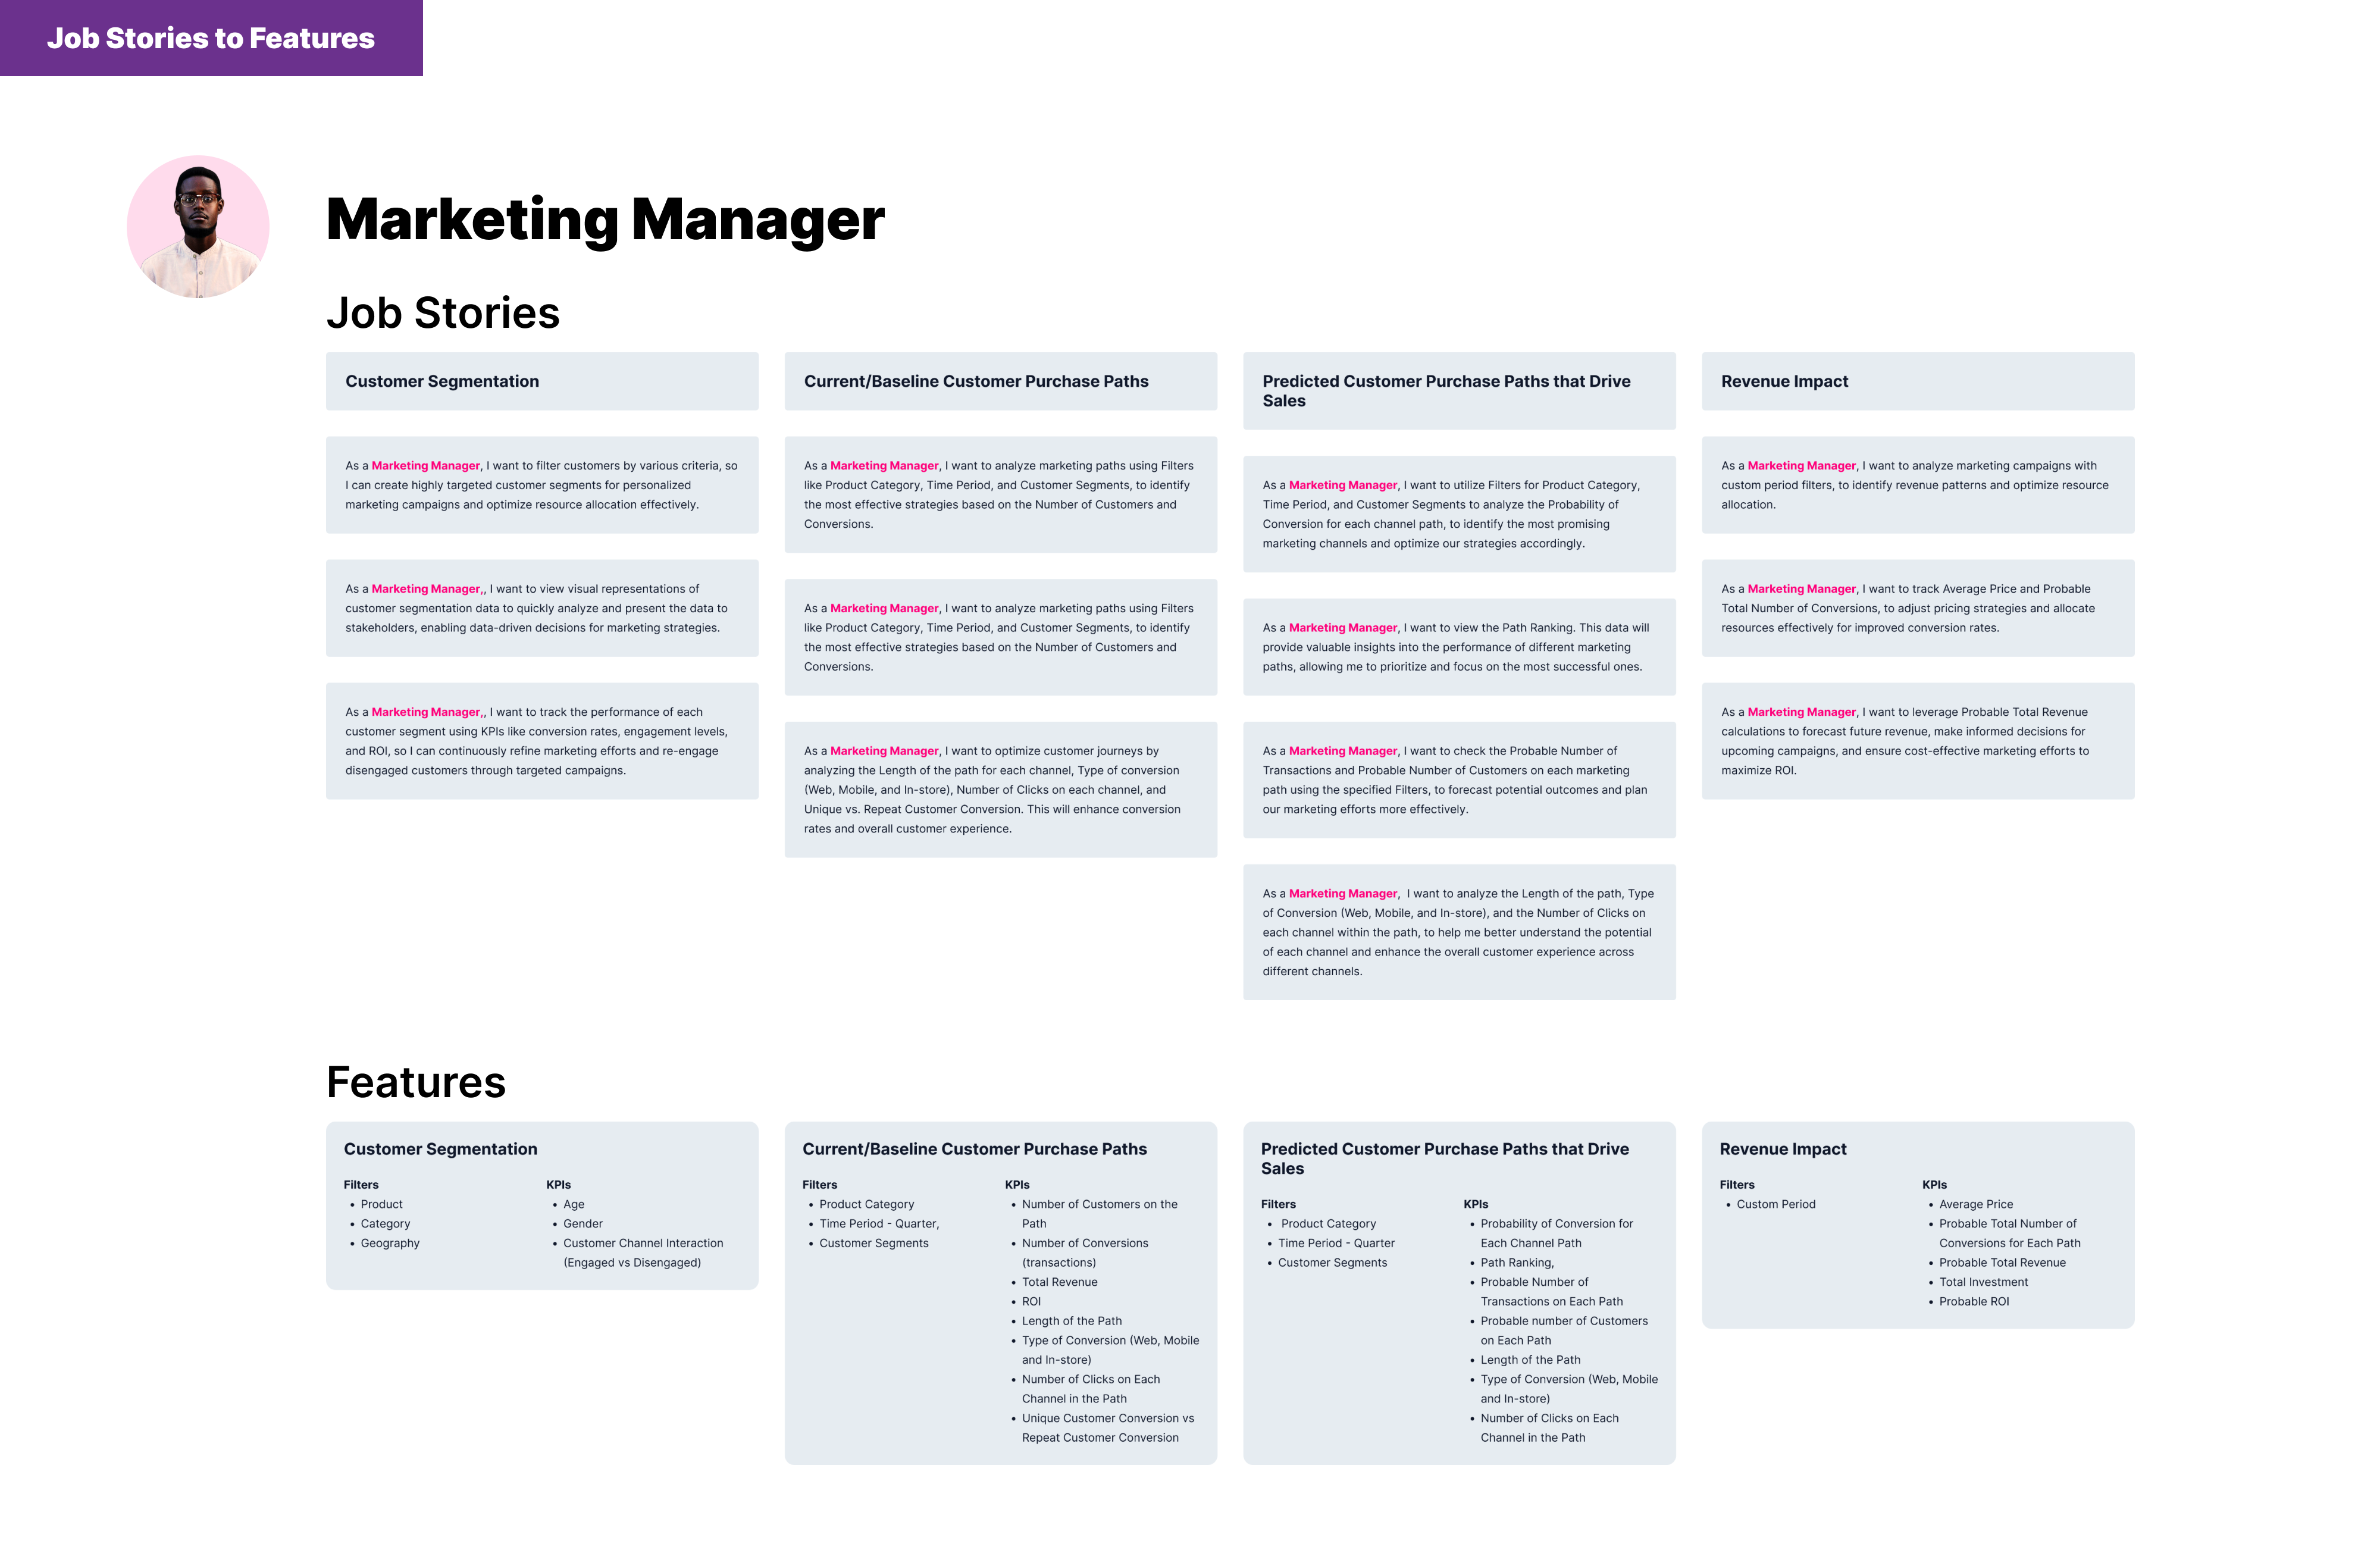 Job Stories to Features
Marketing Manager
Job Stories
Customer Segmentation
As a Marketing Manager, I want to filter customers by various criteria, so
I can create highly targeted customer segments for personalized
marketing campaigns and optimize resource allocation effectively.
As a Marketing Manager,, I want to view visual representations of
customer segmentation data to quickly analyze and present the data to
stakeholders, enabling data-driven decisions for marketing strategies.
As a Marketing Manager,, I want to track the performance of each
customer segment using KPIs like conversion rates, engagement levels,
and ROI, so I can continuously refine marketing efforts and re-engage
disengaged customers through targeted campaigns.
Current/Baseline Customer Purchase Paths
As a Marketing Manager, I want to analyze marketing paths using Filters
like Product Category, Time Period, and Customer Segments, to identify
the most effective strategies based on the Number of Customers and
Conversions.
As a Marketing Manager, I want to analyze marketing paths using Filters
like Product Category, Time Period, and Customer Segments, to identify
the most effective strategies based on the Number of Customers and
Conversions.
As a Marketing Manager, I want to optimize customer journeys by
analyzing the Length of the path for each channel, Type of conversion
(Web, Mobile, and In-store), Number of Clicks on each channel, and
Unique vs. Repeat Customer Conversion. This will enhance conversion
rates and overall customer experience.
Predicted Customer Purchase Paths that Drive
Sales
As a Marketing Manager, I want to utilize Filters for Product Category,
Time Period, and Customer Segments to analyze the Probability of
Conversion for each channel path, to identify the most promising
marketing channels and optimize our strategies accordingly.
As a Marketing Manager, I want to view the Path Ranking. This data will
provide valuable insights into the performance of different marketing
paths, allowing me to prioritize and focus on the most successful ones.
As a Marketing Manager, I want to check the Probable Number of
Transactions and Probable Number of Customers on each marketing
path using the specified Filters, to forecast potential outcomes and plan
our marketing efforts more effectively.
As a Marketing Manager,  I want to analyze the Length of the path, Type
of Conversion (Web, Mobile, and In-store), and the Number of Clicks on
each channel within the path, to help me better understand the potential
of each channel and enhance the overall customer experience across
different channels.
Revenue Impact
As a Marketing Manager, I want to analyze marketing campaigns with
custom period filters, to identify revenue patterns and optimize resource
allocation.
As a Marketing Manager, I want to track Average Price and Probable
Total Number of Conversions, to adjust pricing strategies and allocate
resources effectively for improved conversion rates.
As a Marketing Manager, I want to leverage Probable Total Revenue
calculations to forecast future revenue, make informed decisions for
upcoming campaigns, and ensure cost-effective marketing efforts to
maximize ROI.
Features
Customer Segmentation
Filters
• Product
• Category
• Geography
KPIs
• Age
• Gender
• Customer Channel Interaction
(Engaged vs Disengaged)
Current/Baseline Customer Purchase Paths
Filters
• Product Category
• Time Period - Quarter,
• Customer Segments
KPIs
• Number of Customers on the
Path
• Number of Conversions
(transactions)
• Total Revenue
• ROI
• Length of the Path
• Type of Conversion (Web, Mobile
and In-store)
• Number of Clicks on Each
Channel in the Path
• Unique Customer Conversion vs
Repeat Customer Conversion
Predicted Customer Purchase Paths that Drive
Sales
Filters
• Product Category
• Time Period - Quarter
• Customer Segments
KPIs
• Probability of Conversion for
Each Channel Path
• Path Ranking,
• Probable Number of
Transactions on Each Path
• Probable number of Customers
on Each Path
• Length of the Path
• Type of Conversion (Web, Mobile
and In-store)
• Number of Clicks on Each
Channel in the Path
Revenue Impact
Filters
• Custom Period
KPIs
• Average Price
• Probable Total Number of
Conversions for Each Path
• Probable Total Revenue
• Total Investment
• Probable ROI